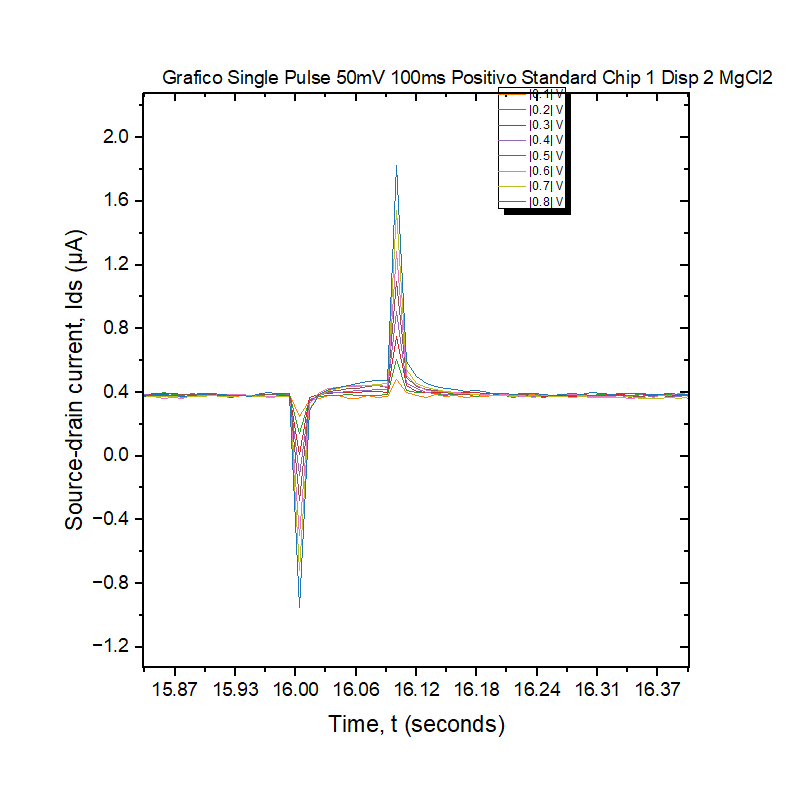 Grafico Single Pulse 50mV 100ms Positivo Standard Chip 1 Disp 2 MgCl2
|0.1| V
|0.2| V
|0.3| V
|0.4| V
|0.5| V
|0.6| V
|0.7| V
|0.8| V
Source-drain current, Ids (μA)
2.0
1.6
1.2
0.8
0.4
0.0
−0.4
−0.8
−1.2
15.87 15.93 16.00 16.06 16.12 16.18 16.24 16.31 16.37
Time, t (seconds)